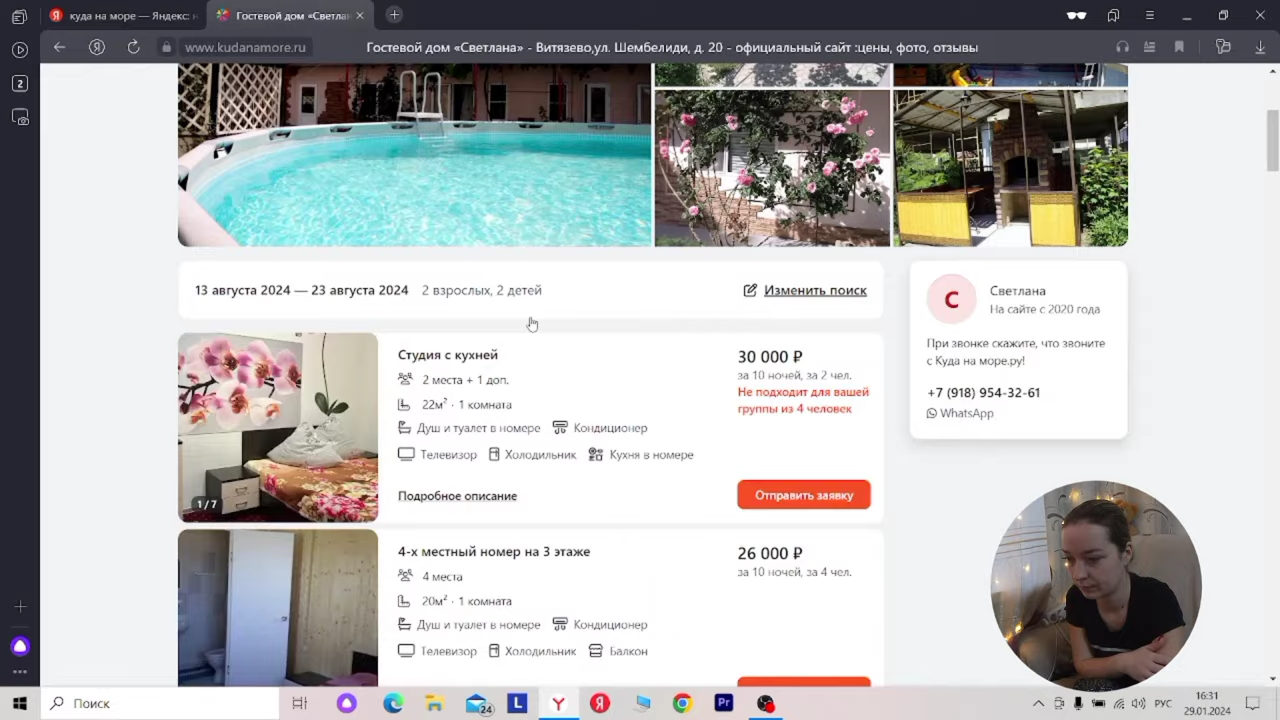 куда на море — Яндекс: н
Гостевой дом «Светлан
www.kudanamore.ru
Гостевой дом «Светлана» - Витязево,ул. Шембелиди, д. 20 - официальный сайт :цены, фото, отзывы
2
13 августа 2024 — 23 августа 2024 2 взрослых, 2 детей
Изменить поиск
С
Светлана
На сайте с 2020 года
При звонке скажите, что звоните
с Куда на море.ру!
+7 (918) 954-32-61
WhatsApp
Студия с кухней
2 места + 1 доп.
22м² · 1 комната
Душ и туалет в номере Кондиционер
Телевизор Холодильник Кухня в номере
Подробное описание
1/7
30 000 ₽
за 10 ночей, за 2 чел.
Не подходит для вашей
группы из 4 человек
Отправить заявку
4-х местный номер на 3 этаже
4 места
20м² · 1 комната
Душ и туалет в номере Кондиционер
Телевизор Холодильник Балкон
26 000 ₽
за 10 ночей, за 4 чел.
Поиск
24
L
Y
Я
Pr
РУС
16:31
29.01.2024